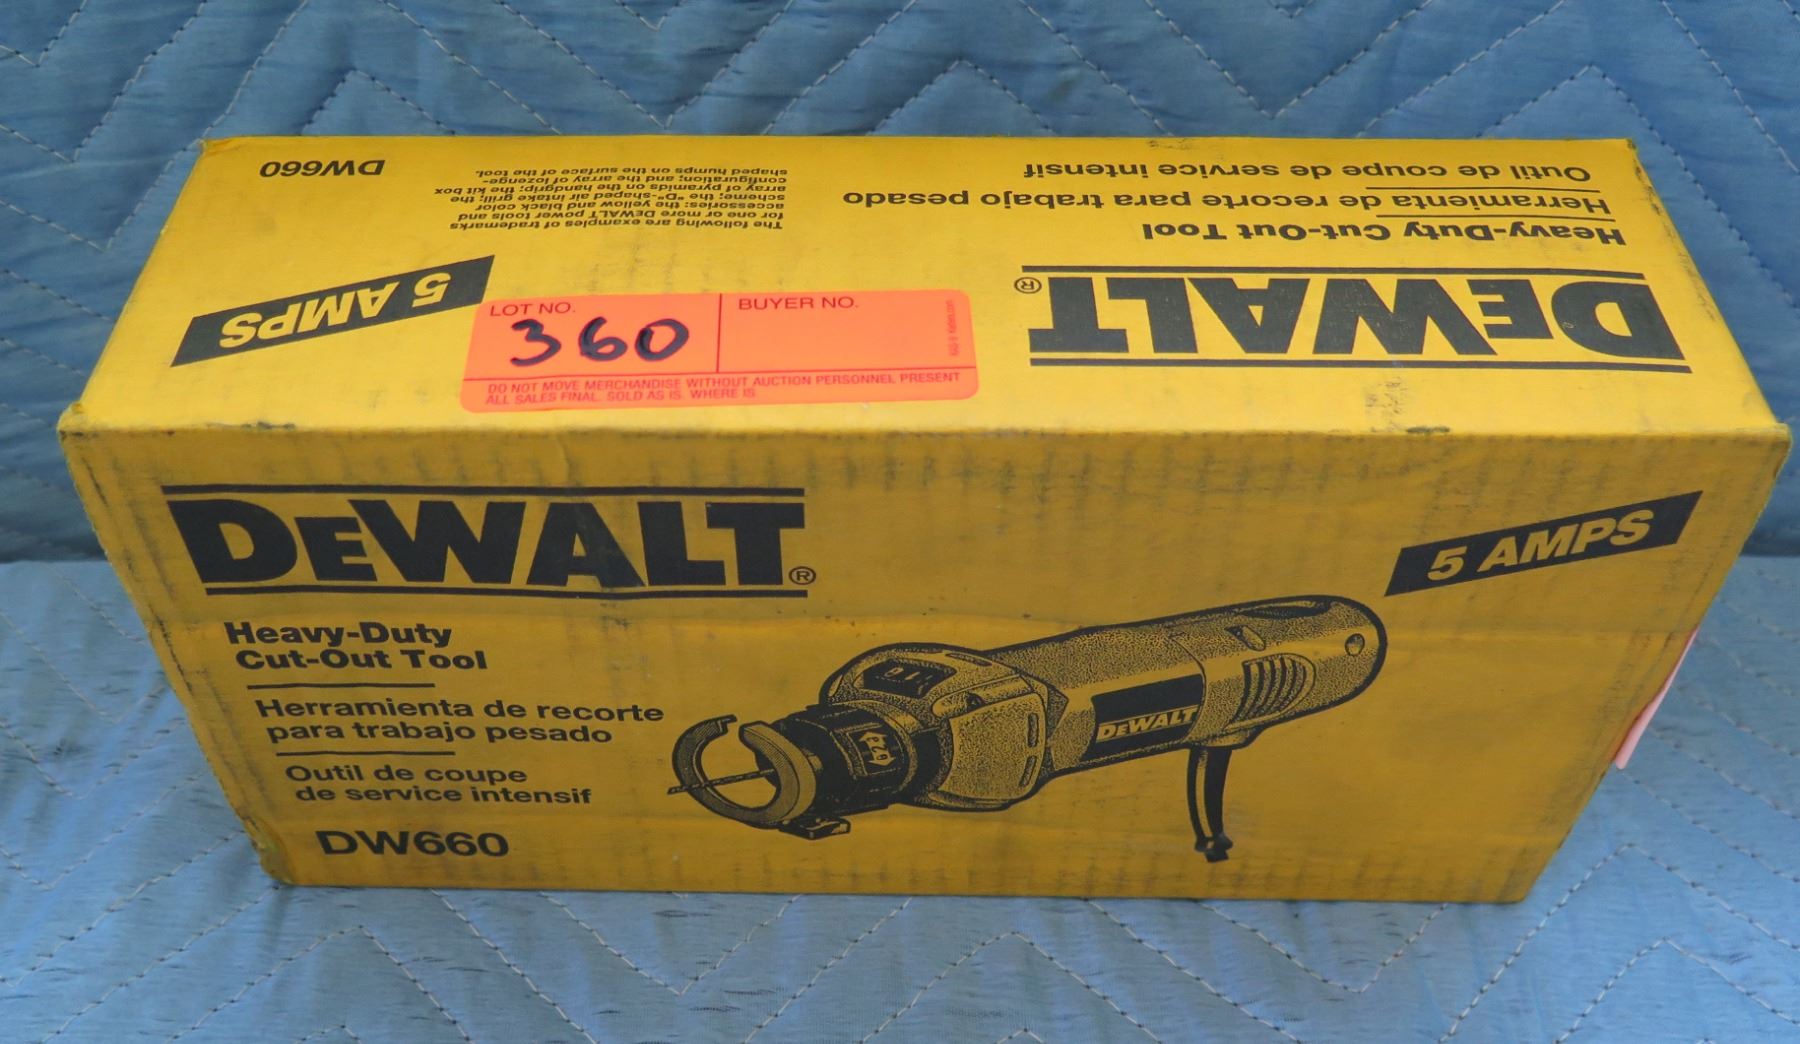 DEWALT®
Heavy-Duty Cut-Out Tool
Herramienta de recorte para trabajo pesado
Outil de coupe de service intensif
5 AMPS
The following are examples of trademarks
for one or more DEWALT power tools and
accessories: the yellow and black color
scheme; the "D"-shaped air intake grill; the
array of pyramids on the handgrip; the kit box
configuration; and the array of lozenge-
shaped humps on the surface of the tool.
DW660
LOT NO.
360
BUYER NO.
DO NOT MOVE MERCHANDISE WITHOUT AUCTION PERSONNEL PRESENT
ALL SALES FINAL. SOLD AS IS. WHERE IS
DEWALT®
Heavy-Duty
Cut-Out Tool
Herramienta de recorte
para trabajo pesado
Outil de coupe
de service intensif
DW660
5 AMPS
DEWALT